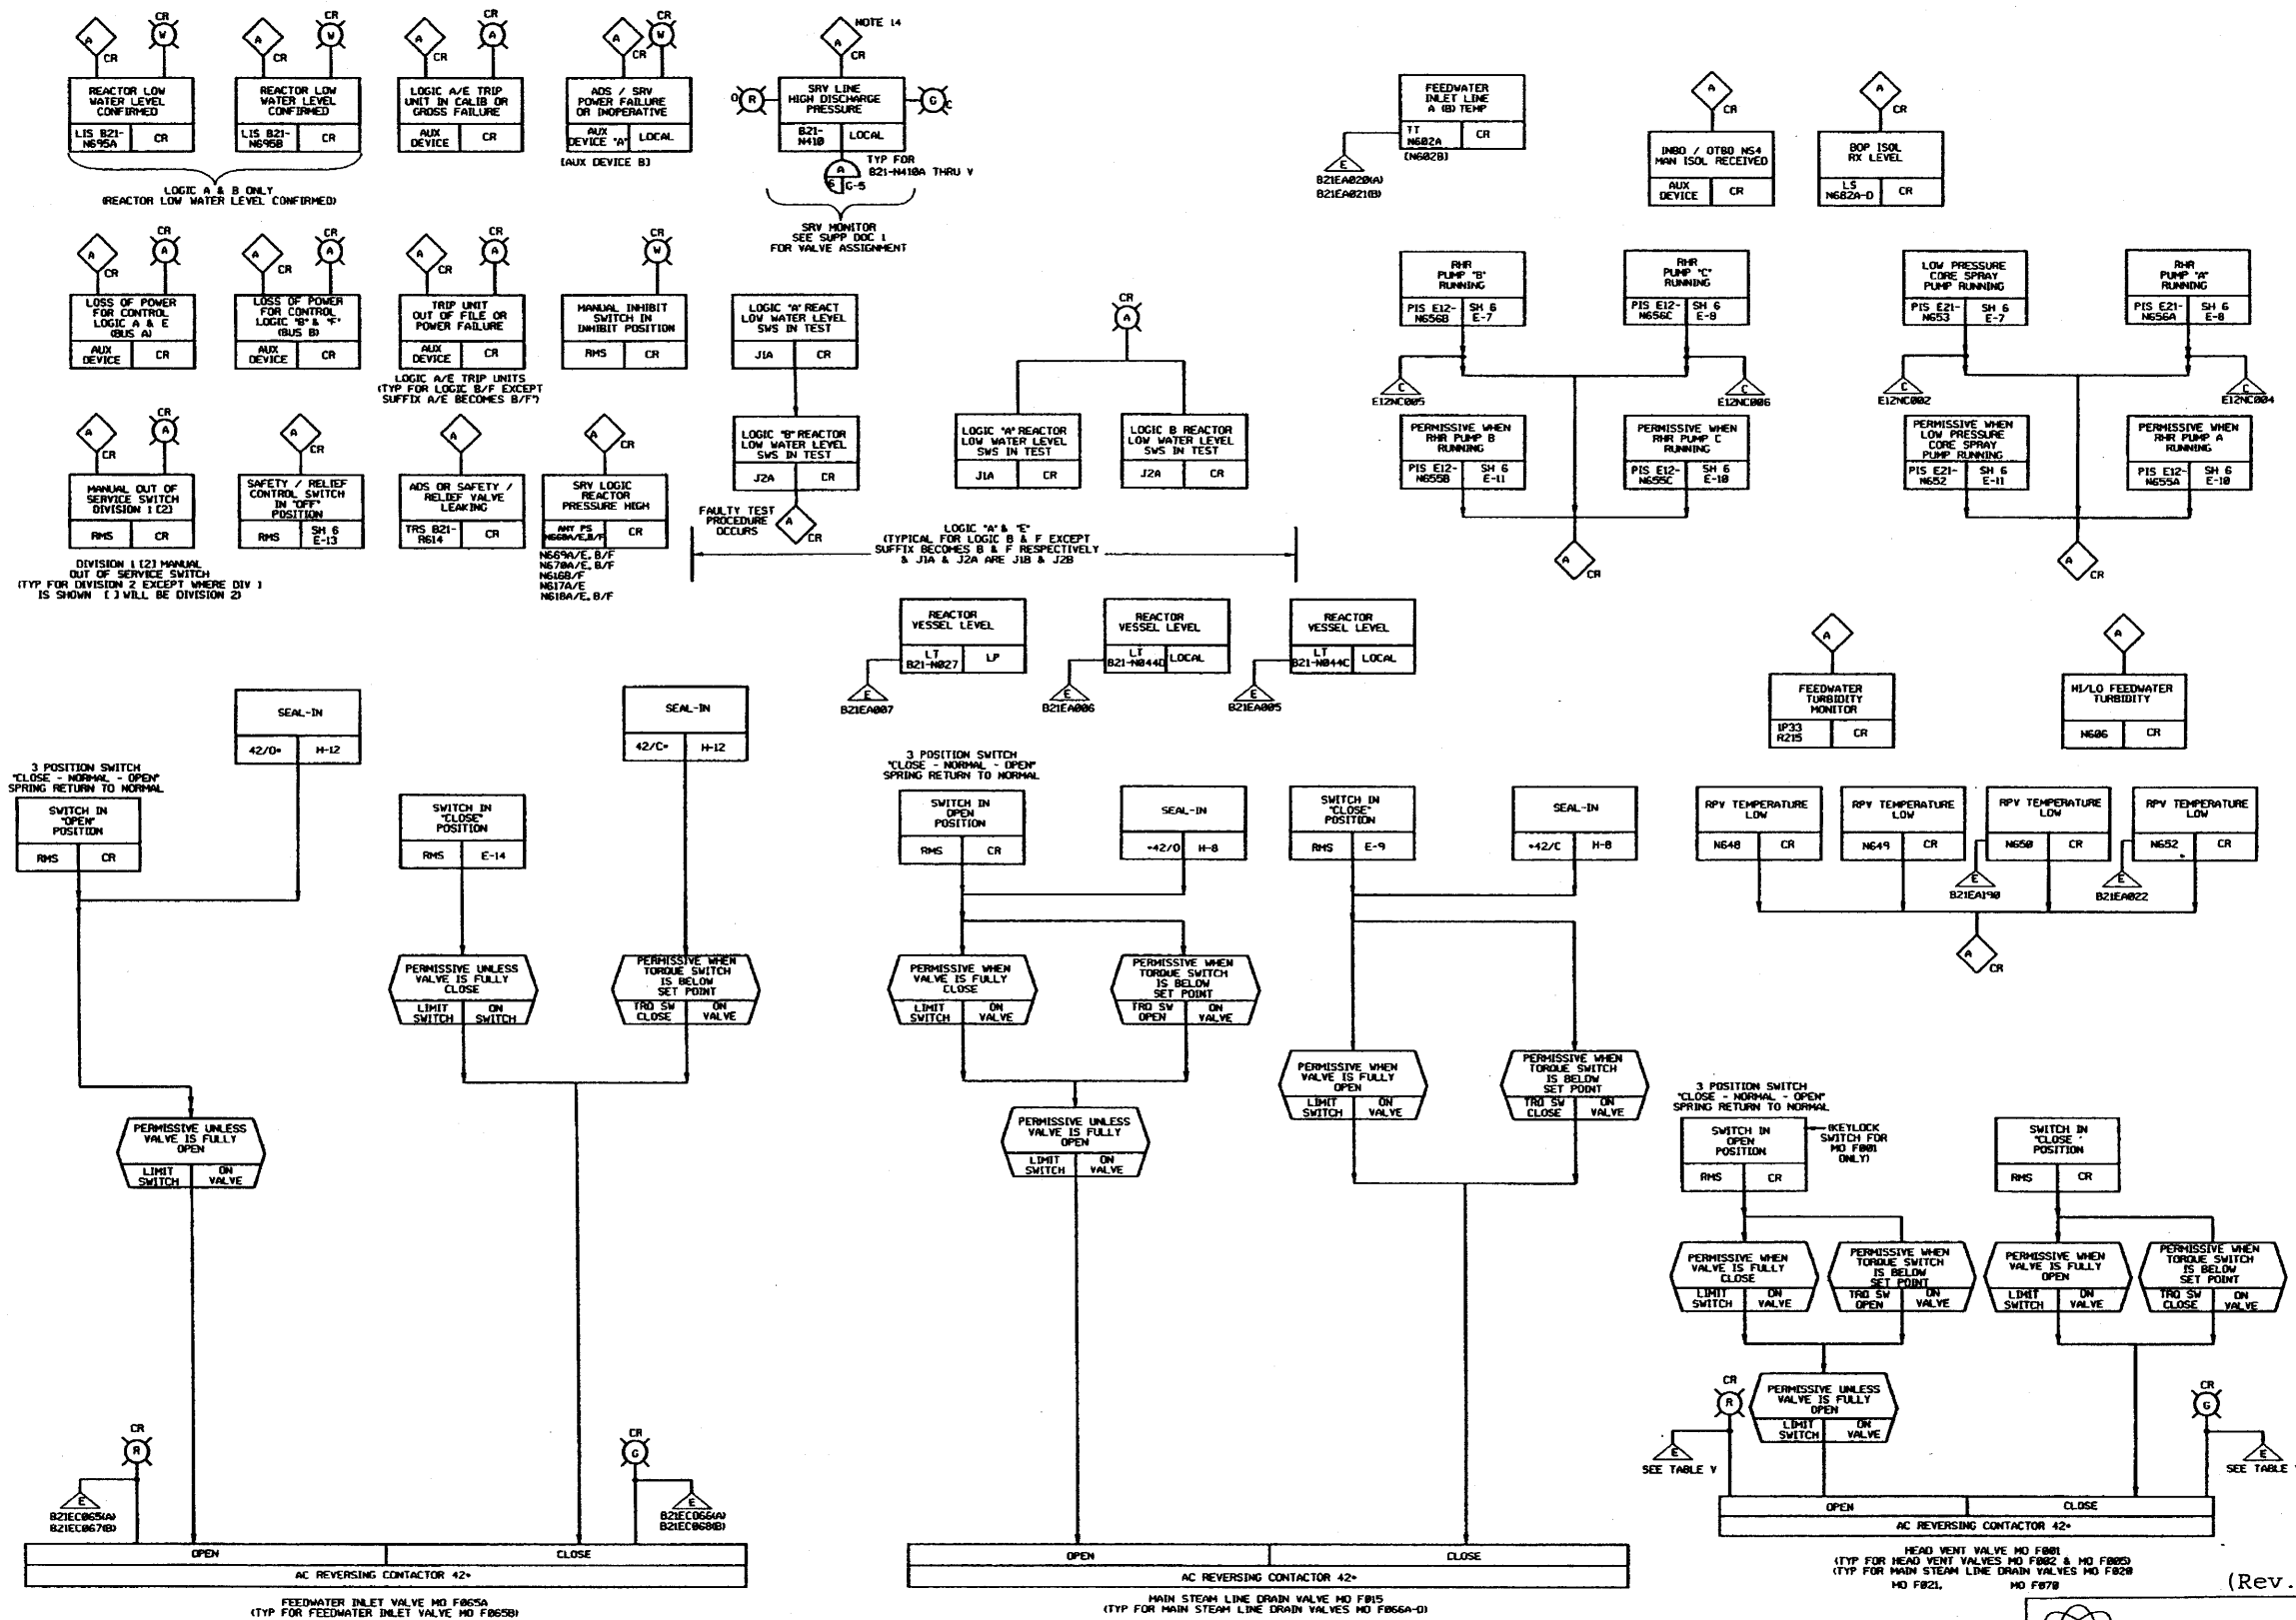 CR
W
A
CR
REACTOR LOW
WATER LEVEL
CONFIRMED
LIS B21-
N695A
CR
CR
W
A
CR
REACTOR LOW
WATER LEVEL
CONFIRMED
LIS B21-
N695B
CR
LOGIC A & B ONLY
(REACTOR LOW WATER LEVEL CONFIRMED)
CR
A
A
CR
LOGIC A/E TRIP
UNIT IN CALIB OR
GROSS FAILURE
AUX
DEVICE
CR
CR
W
A
CR
ADS / SRV
POWER FAILURE
OR INOPERATIVE
AUX
DEVICE "A"
LOCAL
[AUX DEVICE B]
NOTE 14
A
CR
O
R
SRV LINE
HIGH DISCHARGE
PRESSURE
B21-
N410
LOCAL
G
C
TYP FOR
B21-N410A THRU V
A
6
G-5
SRV MONITOR
SEE SUPP DOC 1
FOR VALVE ASSIGNMENT
FEEDWATER
INLET LINE
A (B) TEMP
TT
N602A
CR
(N602B)
E
B21EA020(A)
B21EA021(B)
A
CR
INBD / OTBD NS4
MAN ISOL RECEIVED
AUX
DEVICE
CR
A
CR
BOP ISOL
RX LEVEL
LS
N682A-D
CR
CR
A
A
CR
LOSS OF POWER
FOR CONTROL
LOGIC A & E
(BUS A)
AUX
DEVICE
CR
CR
A
A
CR
LOSS OF POWER
FOR CONTROL
LOGIC "B" & "F"
(BUS B)
AUX
DEVICE
CR
CR
A
A
CR
TRIP UNIT
OUT OF FILE OR
POWER FAILURE
AUX
DEVICE
CR
LOGIC A/E TRIP UNITS
(TYP FOR LOGIC B/F EXCEPT
SUFFIX A/E BECOMES B/F")
CR
W
MANUAL INHIBIT
SWITCH IN
INHIBIT POSITION
RMS
CR
LOGIC "A" REACT
LOW WATER LEVEL
SWS IN TEST
J1A
CR
LOGIC "B" REACTOR
LOW WATER LEVEL
SWS IN TEST
J2A
CR
FAULTY TEST
PROCEDURE
OCCURS
A
CR
CR
A
LOGIC "A" REACTOR
LOW WATER LEVEL
SWS IN TEST
J1A
CR
LOGIC B REACTOR
LOW WATER LEVEL
SWS IN TEST
J2A
CR
LOGIC "A" & "E"
(TYPICAL FOR LOGIC B & F EXCEPT
SUFFIX BECOMES B & F RESPECTIVELY
& J1A & J2A ARE J1B & J2B
RHR
PUMP "B"
RUNNING
PIS E12-
N656B
SH 6
E-7
RHR
PUMP "C"
RUNNING
PIS E12-
N656C
SH 6
E-8
C
E12NC005
C
E12NC006
PERMISSIVE WHEN
RHR PUMP B
RUNNING
PIS E12-
N655B
SH 6
E-11
PERMISSIVE WHEN
RHR PUMP C
RUNNING
PIS E12-
N655C
SH 6
E-10
A
CR
LOW PRESSURE
CORE SPRAY
PUMP RUNNING
PIS E21-
N653
SH 6
E-7
RHR
PUMP "A"
RUNNING
PIS E21-
N656A
SH 6
E-8
C
E12NC002
C
E12NC004
PERMISSIVE WHEN
LOW PRESSURE
CORE SPRAY
PUMP RUNNING
PIS E21-
N652
SH 6
E-11
PERMISSIVE WHEN
RHR PUMP A
RUNNING
PIS E12-
N655A
SH 6
E-10
A
CR
CR
A
A
CR
MANUAL OUT OF
SERVICE SWITCH
DIVISION 1 [2]
RMS
CR
DIVISION 1 [2] MANUAL
OUT OF SERVICE SWITCH
(TYP FOR DIVISION 2 EXCEPT WHERE DIV 1
IS SHOWN [ ] WILL BE DIVISION 2)
A
CR
SAFETY / RELIEF
CONTROL SWITCH
IN "OFF"
POSITION
RMS
SH 6
E-13
A
CR
ADS OR SAFETY /
RELIEF VALVE
LEAKING
TRS B21-
R614
CR
A
CR
SRV LOGIC
REACTOR
PRESSURE HIGH
ANY PS
N668A/E,B/F
CR
N669A/E, B/F
N670A/E, B/F
N616B/F
N617A/E
N618A/E, B/F
REACTOR
VESSEL LEVEL
LT
B21-N027
LP
E
B21EA007
REACTOR
VESSEL LEVEL
LT
B21-N044D
LOCAL
E
B21EA006
REACTOR
VESSEL LEVEL
LT
B21-N044C
LOCAL
E
B21EA005
A
FEEDWATER
TURBIDITY
MONITOR
1P33
R215
CR
A
HI/LO FEEDWATER
TURBIDITY
N606
CR
RPV TEMPERATURE
LOW
N648
CR
RPV TEMPERATURE
LOW
N649
CR
RPV TEMPERATURE
LOW
N650
CR
RPV TEMPERATURE
LOW
N652
CR
E
B21EA190
E
B21EA022
A
CR
3 POSITION SWITCH
"CLOSE - NORMAL - OPEN"
SPRING RETURN TO NORMAL
SWITCH IN
"OPEN"
POSITION
RMS
CR
SEAL-IN
42/O*
H-12
PERMISSIVE UNLESS
VALVE IS FULLY
OPEN
LIMIT
SWITCH
ON
VALVE
SWITCH IN
"CLOSE"
POSITION
RMS
E-14
SEAL-IN
42/C*
H-12
PERMISSIVE UNLESS
VALVE IS FULLY
CLOSE
LIMIT
SWITCH
ON
SWITCH
PERMISSIVE WHEN
TORQUE SWITCH
IS BELOW
SET POINT
TRQ SW
CLOSE
ON
VALVE
CR
R
E
B21EC065(A)
B21EC067(B)
CR
G
E
B21EC066(A)
B21EC068(B)
OPEN
CLOSE
AC REVERSING CONTACTOR 42*
FEEDWATER INLET VALVE MO F065A
(TYP FOR FEEDWATER INLET VALVE MO F065B)
3 POSITION SWITCH
"CLOSE - NORMAL - OPEN"
SPRING RETURN TO NORMAL
SWITCH IN
OPEN
POSITION
RMS
CR
SEAL-IN
*42/O
H-8
PERMISSIVE WHEN
VALVE IS FULLY
CLOSE
LIMIT
SWITCH
ON
VALVE
PERMISSIVE WHEN
TORQUE SWITCH
IS BELOW
SET POINT
TRQ SW
OPEN
ON
VALVE
PERMISSIVE UNLESS
VALVE IS FULLY
OPEN
LIMIT
SWITCH
ON
VALVE
SWITCH IN
"CLOSE"
POSITION
RMS
E-9
SEAL-IN
*42/C
H-8
PERMISSIVE WHEN
VALVE IS FULLY
OPEN
LIMIT
SWITCH
ON
VALVE
PERMISSIVE WHEN
TORQUE SWITCH
IS BELOW
SET POINT
TRQ SW
CLOSE
ON
VALVE
OPEN
CLOSE
AC REVERSING CONTACTOR 42*
MAIN STEAM LINE DRAIN VALVE MO F015
(TYP FOR MAIN STEAM LINE DRAIN VALVES MO F066A-D)
3 POSITION SWITCH
"CLOSE - NORMAL - OPEN"
SPRING RETURN TO NORMAL
SWITCH IN
OPEN
POSITION
RMS
CR
(KEYLOCK
SWITCH FOR
MO F001
ONLY)
SWITCH IN
"CLOSE '
POSITION
RMS
CR
PERMISSIVE WHEN
VALVE IS FULLY
CLOSE
LIMIT
SWITCH
ON
VALVE
PERMISSIVE WHEN
TORQUE SWITCH
IS BELOW
SET POINT
TRQ SW
OPEN
ON
VALVE
PERMISSIVE WHEN
VALVE IS FULLY
OPEN
LIMIT
SWITCH
ON
VALVE
PERMISSIVE WHEN
TORQUE SWITCH
IS BELOW
SET POINT
TRQ SW
CLOSE
ON
VALVE
PERMISSIVE UNLESS
VALVE IS FULLY
OPEN
LIMIT
SWITCH
ON
VALVE
CR
R
E
SEE TABLE V
CR
G
E
SEE TABLE
OPEN
CLOSE
AC REVERSING CONTACTOR 42*
HEAD VENT VALVE MO F001
(TYP FOR HEAD VENT VALVES MO F002 & MO F005)
(TYP FOR MAIN STEAM LINE DRAIN VALVES MO F020
MO F021, MO F070
(Rev.